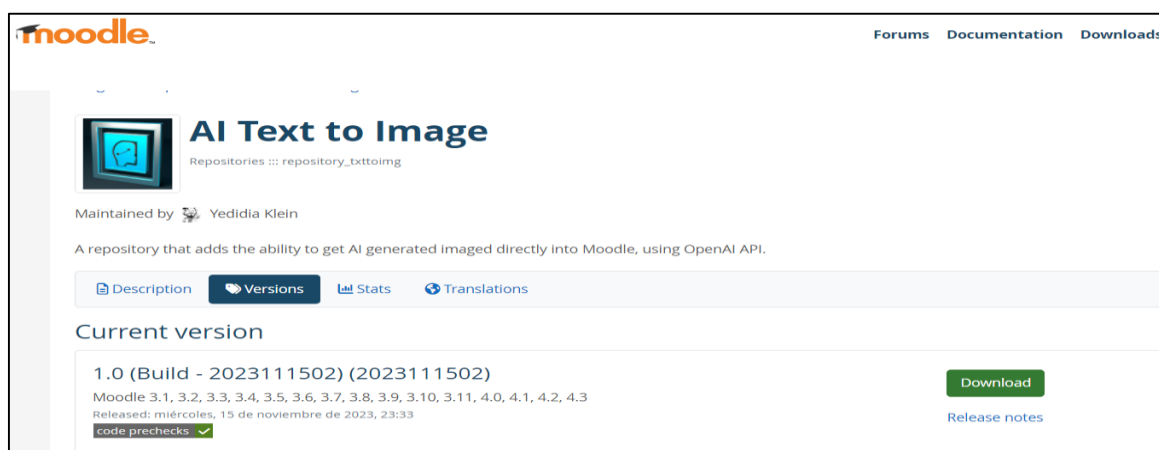 moodle
Forums Documentation Downloads
AI Text to Image
Repositories ::: repository_txttoimg
Maintained by Yedidia Klein
A repository that adds the ability to get AI generated imaged directly into Moodle, using OpenAI API.
Description Versions Stats Translations
Current version
1.0 (Build - 2023111502) (2023111502)
Download
Moodle 3.1, 3.2, 3.3, 3.4, 3.5, 3.6, 3.7, 3.8, 3.9, 3.10, 3.11, 4.0, 4.1, 4.2, 4.3
Released: miércoles, 15 de noviembre de 2023, 23:33
Release notes
code prechecks